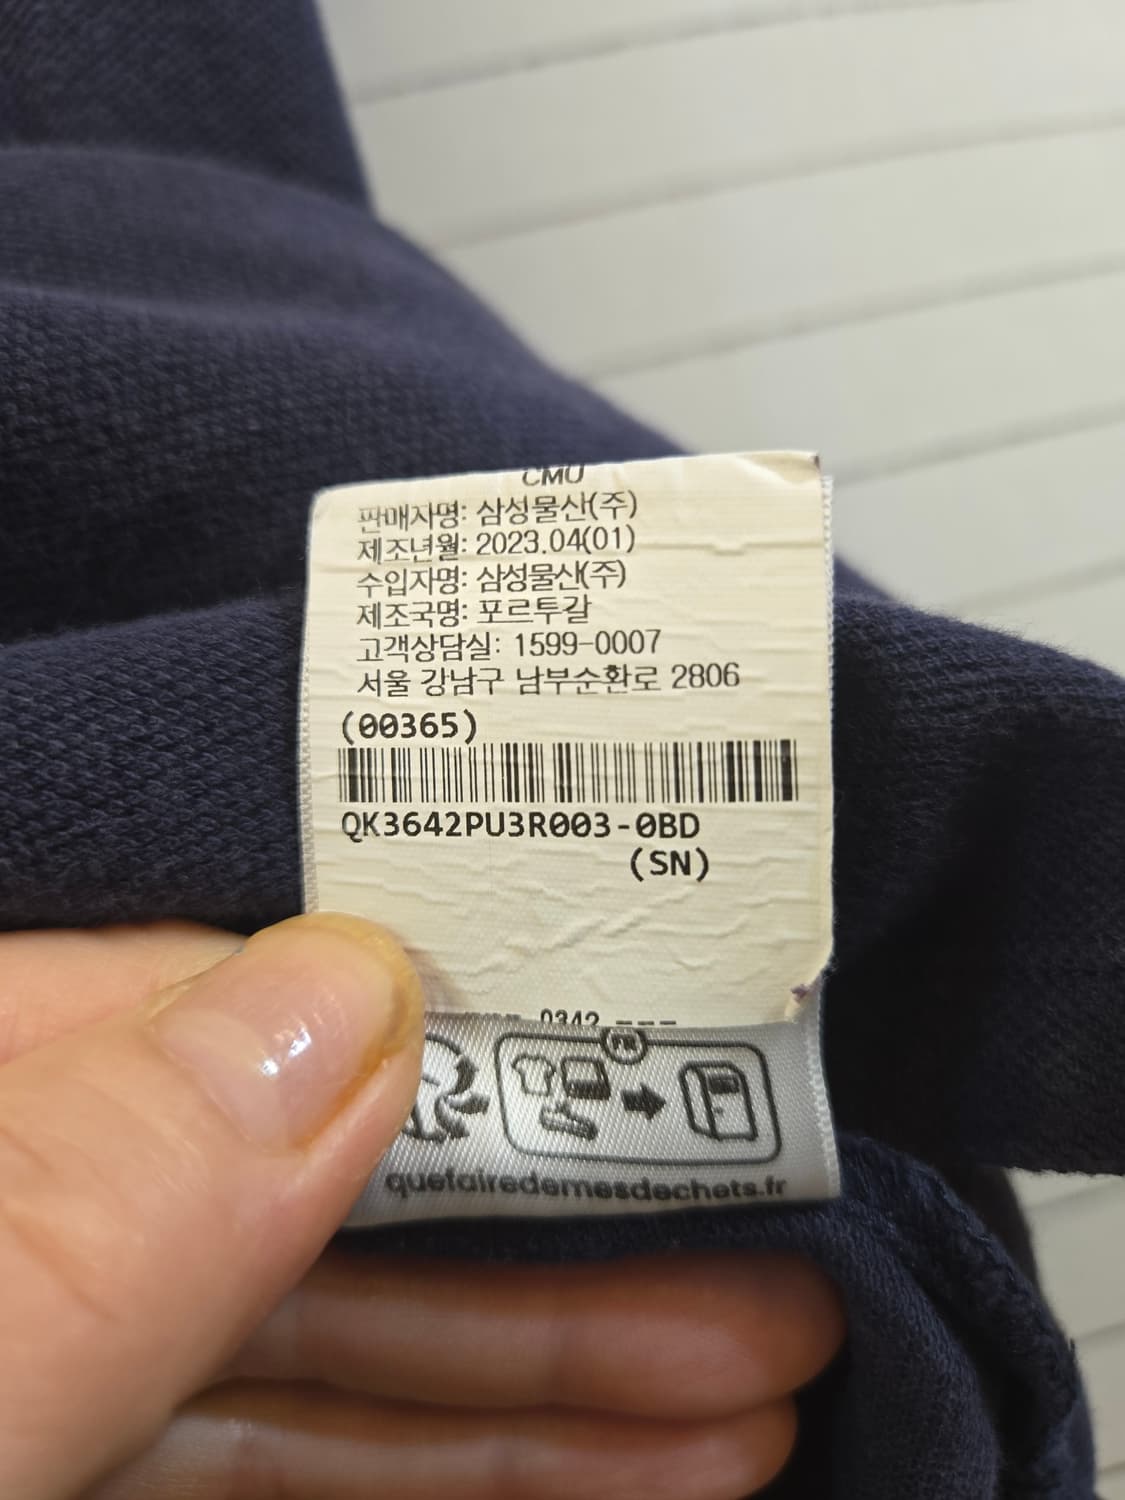 CMU
판매자명: 삼성물산(주)
제조년월: 2023.04(01)
수입자명: 삼성물산(주)
제조국명: 포르투갈
고객상담실: 1599-0007
서울 강남구 남부순환로 2806
(00365)
QK3642PU3R003-0BD
(SN)
0342 ---
FR
quefairedemesdechets.fr